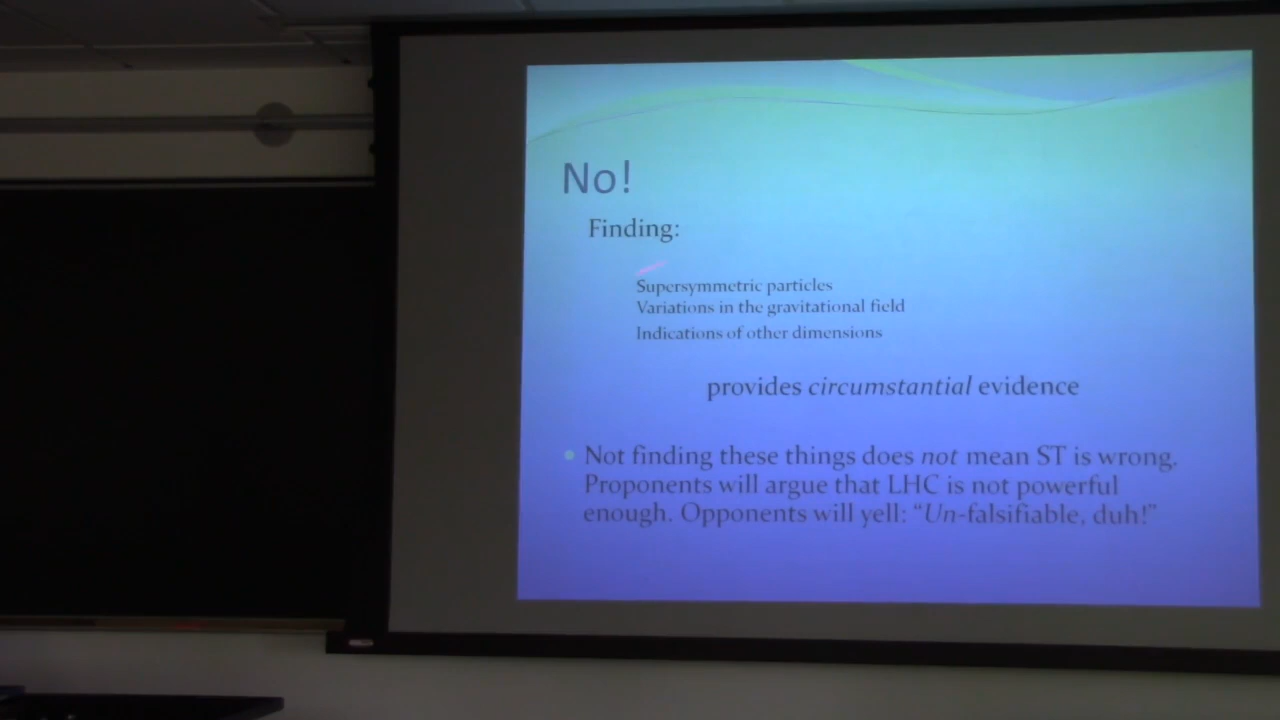 No!
Finding:
Supersymmetric particles
Variations in the gravitational field
Indications of other dimensions
provides circumstantial evidence
• Not finding these things does not mean ST is wrong.
Proponents will argue that LHC is not powerful
enough. Opponents will yell: “Un-falsifiable, duh!”